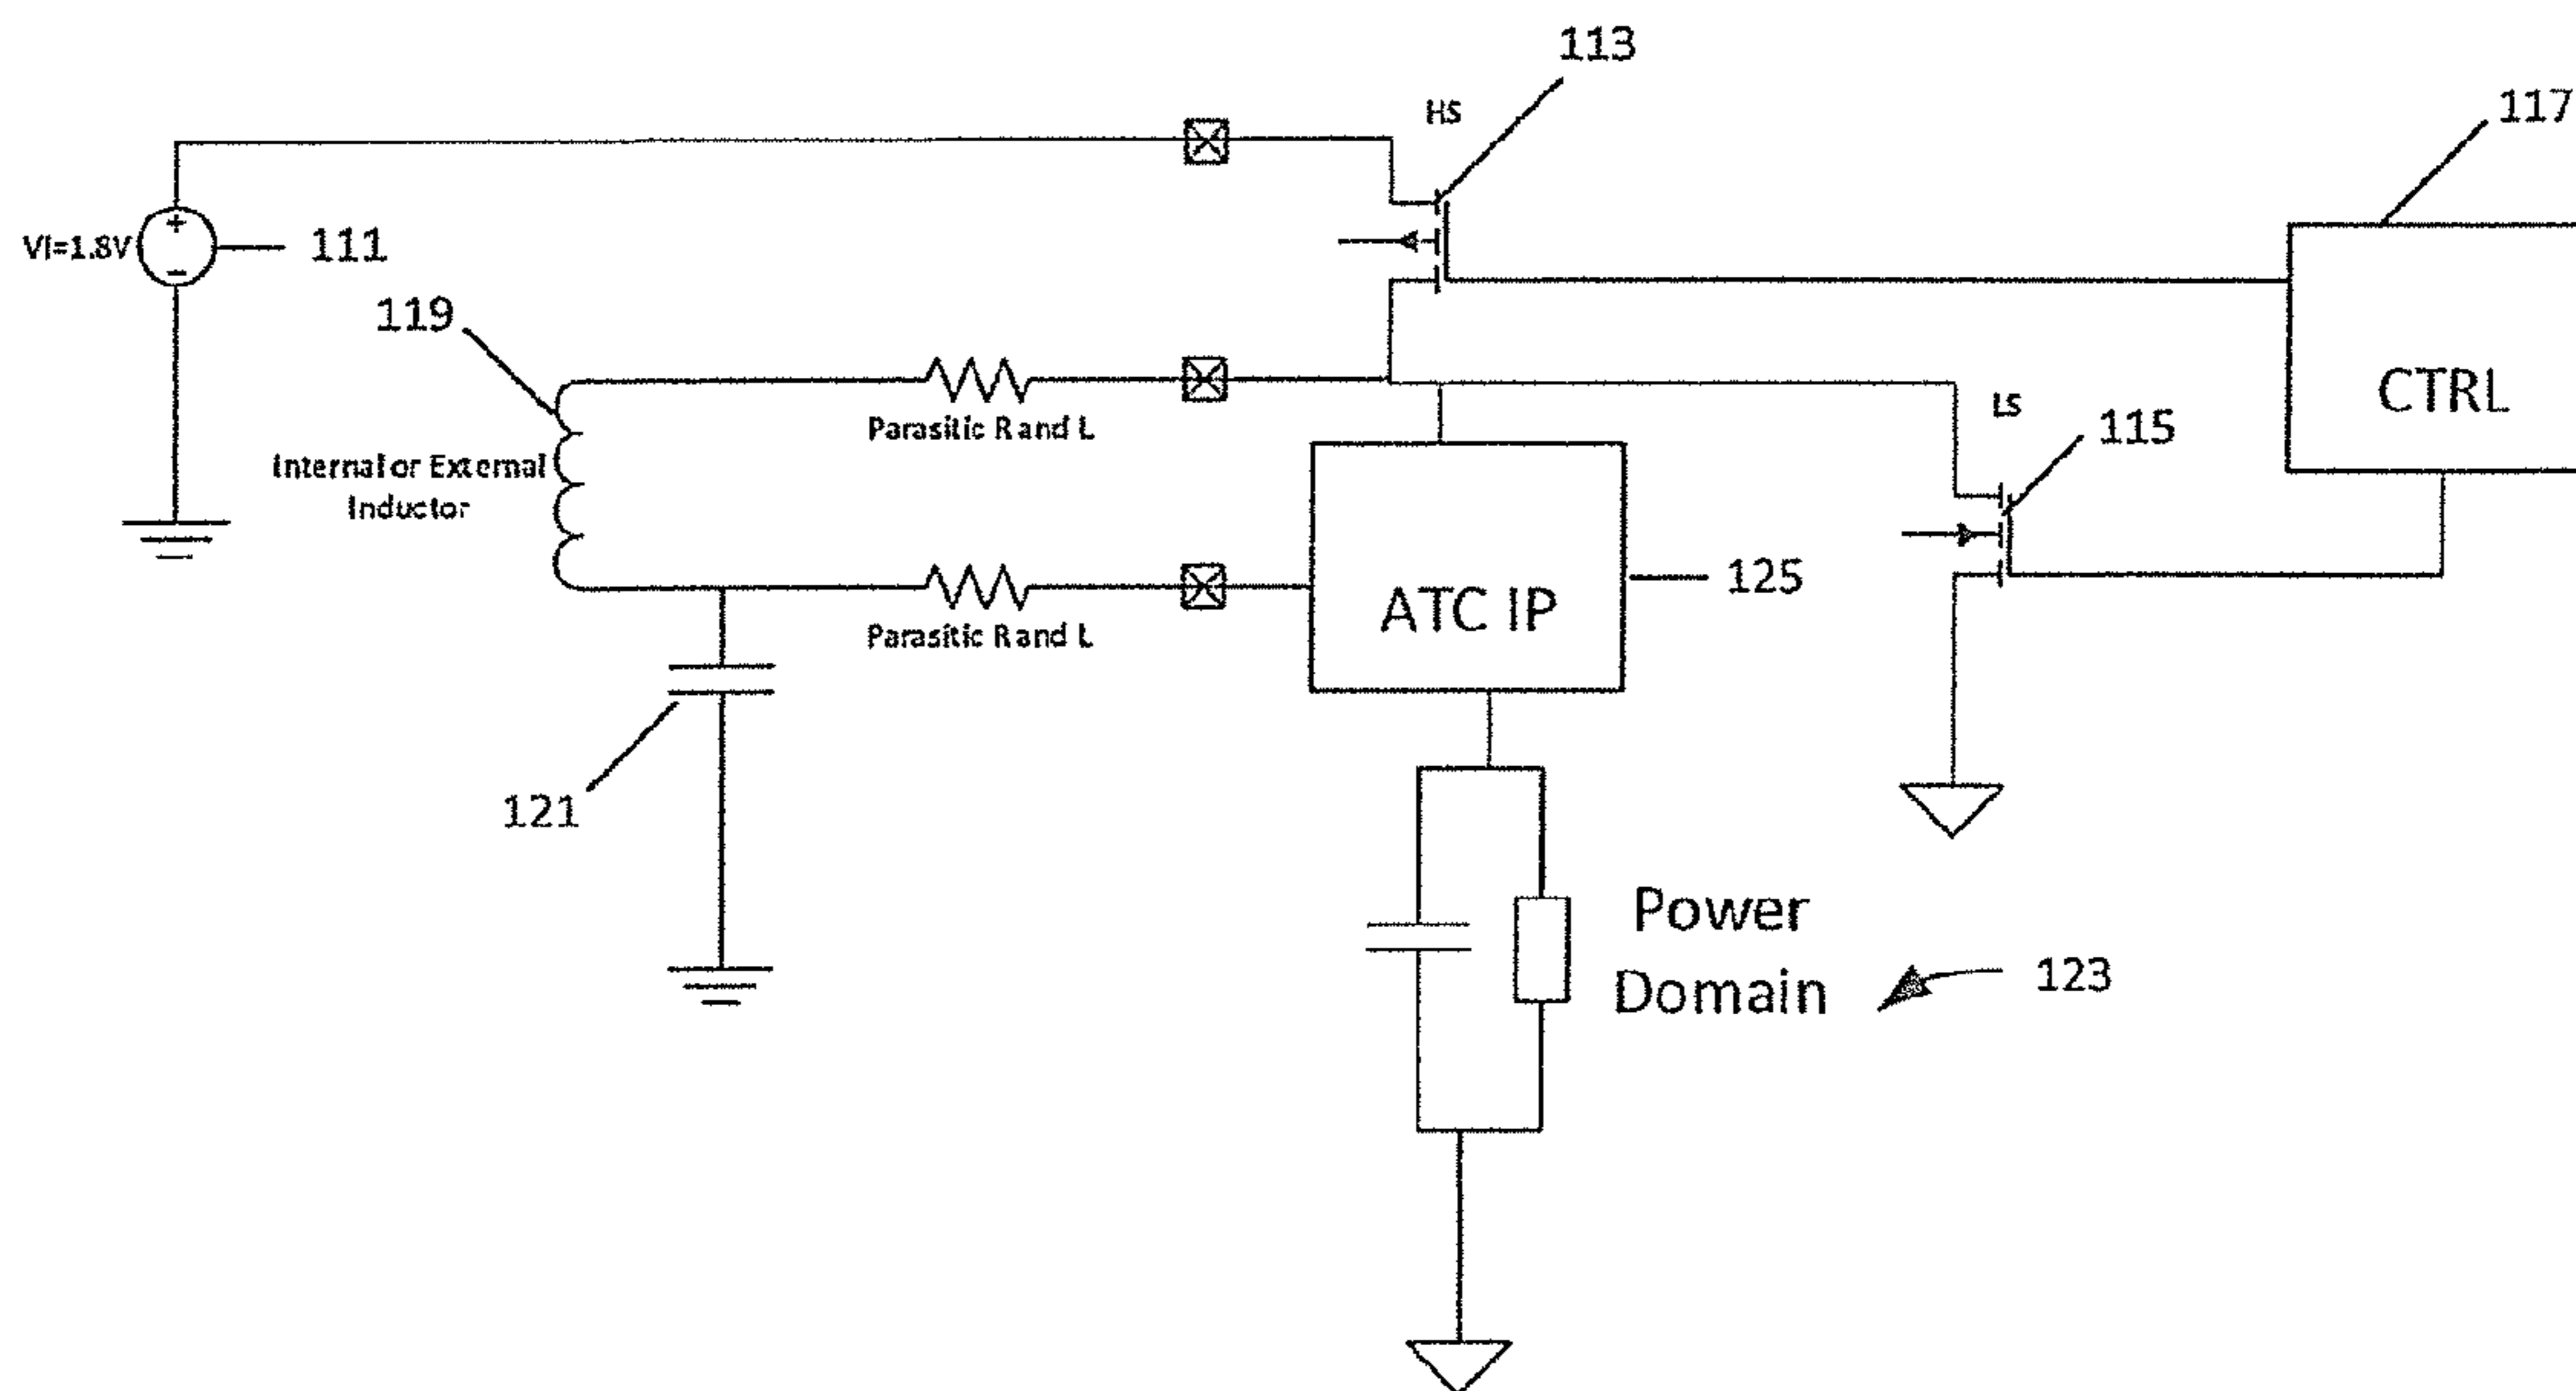 113
HS
117
VI=1.8V
111
119
CTRL
Parasitic R and L
LS
115
Internal or External
Inductor
ATC IP
125
Parasitic R and L
121
Power
Domain
123